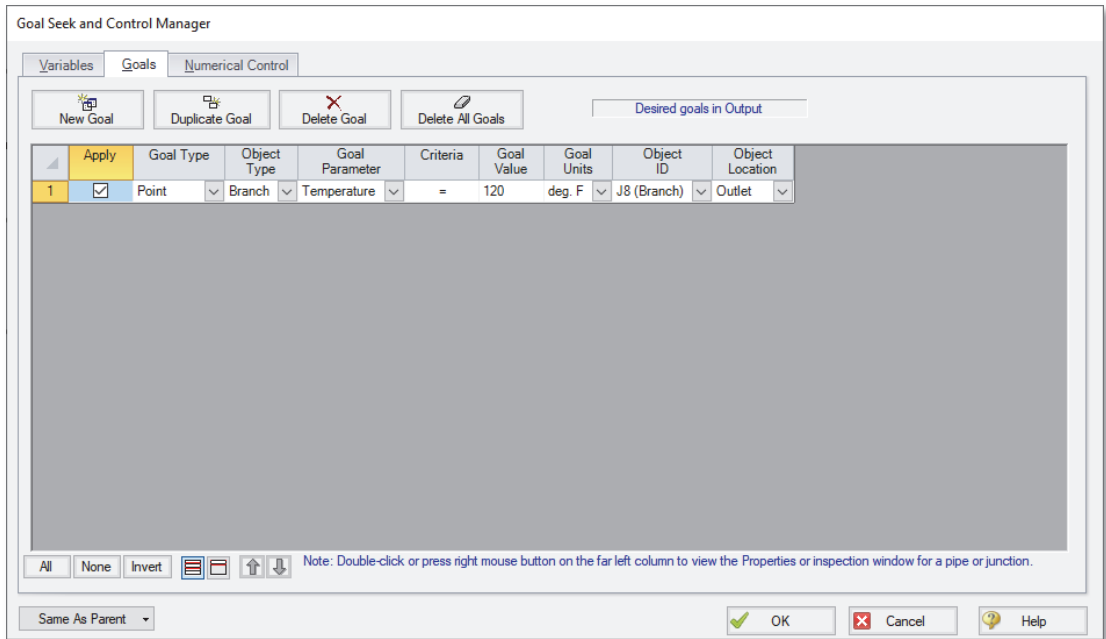 Goal Seek and Control Manager
Variables Goals Numerical Control
New Goal Duplicate Goal Delete Goal Delete All Goals Desired goals in Output
Apply Goal Type Object Type Goal Parameter Criteria Goal Value Goal Units Object ID Object Location
1 Point Branch Temperature = 120 deg. F J8 (Branch) Outlet
All None Invert Note: Double-click or press right mouse button on the far left column to view the Properties or inspection window for a pipe or junction.
Same As Parent OK Cancel Help